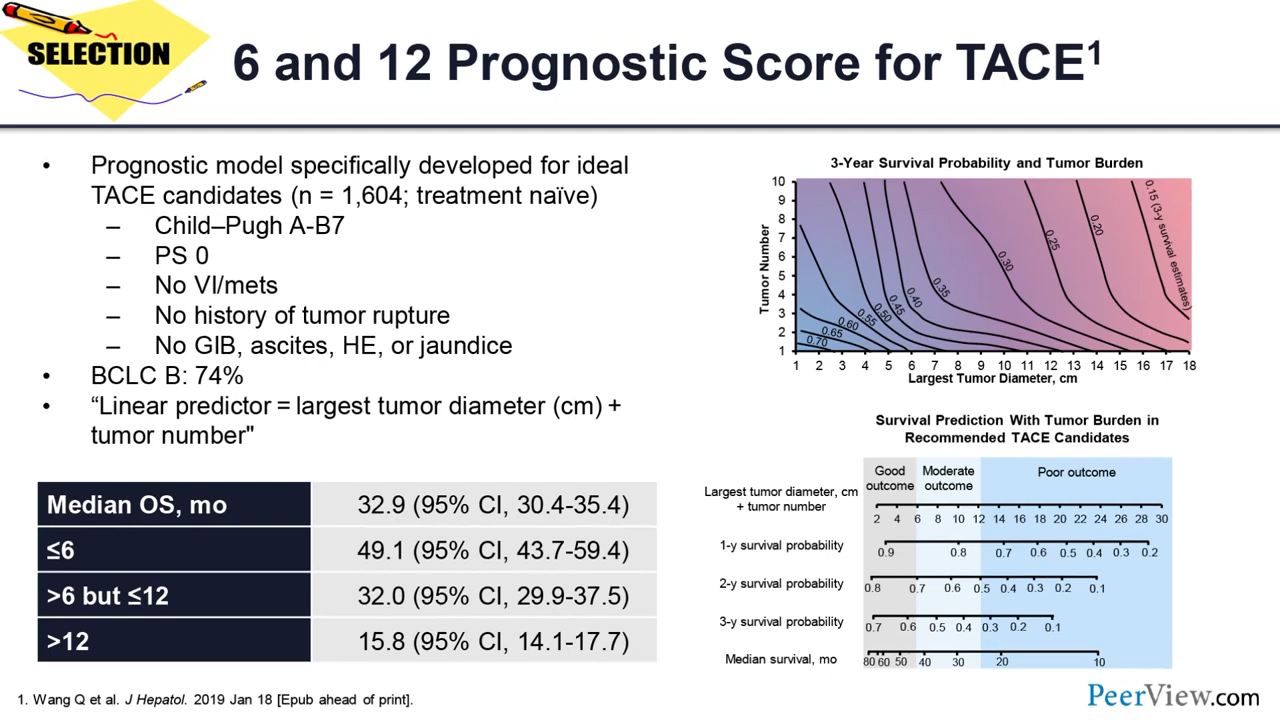 SELECTION
6 and 12 Prognostic Score for TACE¹
• Prognostic model specifically developed for ideal
TACE candidates (n = 1,604; treatment naïve)
– Child–Pugh A-B7
– PS 0
– No VI/mets
– No history of tumor rupture
– No GIB, ascites, HE, or jaundice
• BCLC B: 74%
• “Linear predictor = largest tumor diameter (cm) +
tumor number"
Median OS, mo 32.9 (95% CI, 30.4-35.4)
≤6 49.1 (95% CI, 43.7-59.4)
>6 but ≤12 32.0 (95% CI, 29.9-37.5)
>12 15.8 (95% CI, 14.1-17.7)
3-Year Survival Probability and Tumor Burden
Tumor Number
10
9
8
7
6
5
4
3
2
1
0.70
0.65
0.60
0.55
0.50
0.45
0.40
0.35
0.30
0.25
0.20
0.15 (3-y survival estimates)
1 2 3 4 5 6 7 8 9 10 11 12 13 14 15 16 17 18
Largest Tumor Diameter, cm
Survival Prediction With Tumor Burden in
Recommended TACE Candidates
Good
outcome
Moderate
outcome
Poor outcome
Largest tumor diameter, cm
+ tumor number
2 4 6 8 10 12 14 16 18 20 22 24 26 28 30
1-y survival probability
0.9 0.8 0.7 0.6 0.5 0.4 0.3 0.2
2-y survival probability
0.8 0.7 0.6 0.5 0.4 0.3 0.2 0.1
3-y survival probability
0.7 0.6 0.5 0.4 0.3 0.2 0.1
Median survival, mo
80 60 50 40 30 20 10
1. Wang Q et al. J Hepatol. 2019 Jan 18 [Epub ahead of print].
PeerView.com